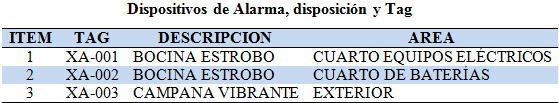 Dispositivos de Alarma, disposición y Tag
ITEM TAG DESCRIPCION AREA
1 XA-001 BOCINA ESTROBO CUARTO EQUIPOS ELÉCTRICOS
2 XA-002 BOCINA ESTROBO CUARTO DE BATERÍAS
3 XA-003 CAMPANA VIBRANTE EXTERIOR